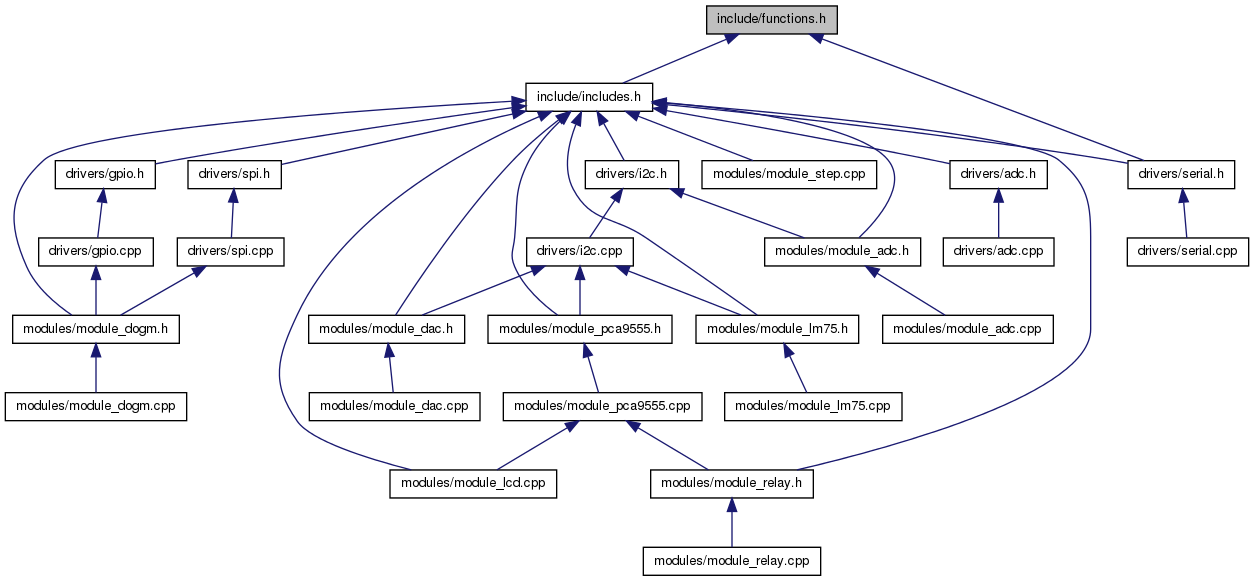 include/functions.h
include/includes.h
drivers/gpio.h
drivers/spi.h
drivers/i2c.h
modules/module_step.cpp
drivers/adc.h
drivers/serial.h
drivers/gpio.cpp
drivers/spi.cpp
drivers/i2c.cpp
modules/module_adc.h
drivers/adc.cpp
drivers/serial.cpp
modules/module_dogm.h
modules/module_dac.h
modules/module_pca9555.h
modules/module_lm75.h
modules/module_adc.cpp
modules/module_dogm.cpp
modules/module_dac.cpp
modules/module_pca9555.cpp
modules/module_lm75.cpp
modules/module_lcd.cpp
modules/module_relay.h
modules/module_relay.cpp